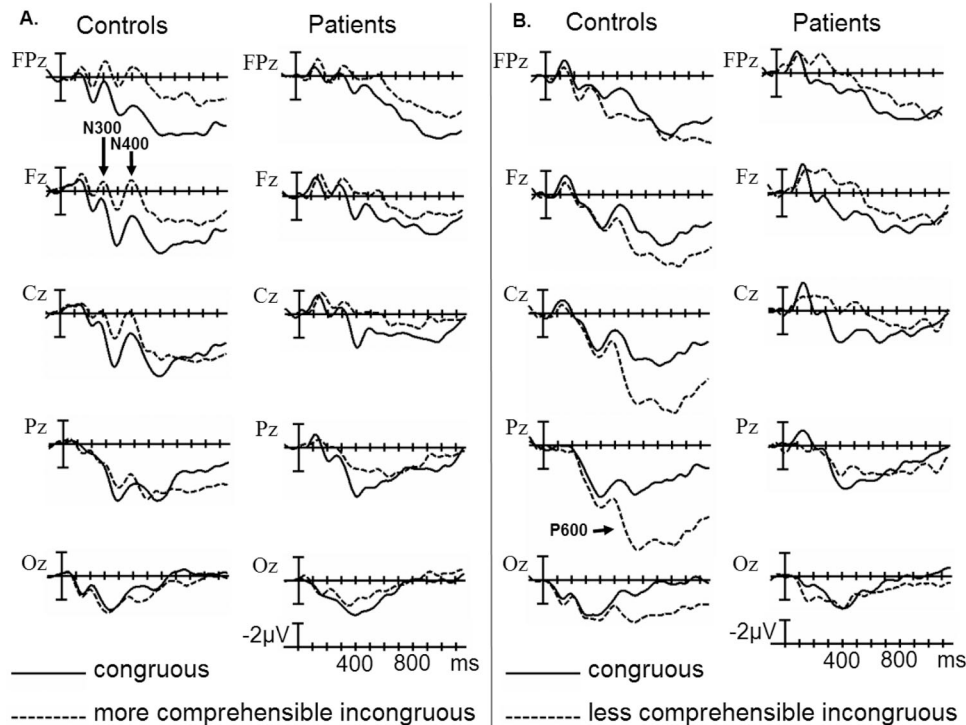 A.
Controls
Patients
FPz
FPz
N300
N400
Fz
Fz
Cz
Cz
Pz
Pz
Oz
Oz
-2µV
400
800
ms
congruous
more comprehensible incongruous
B.
Controls
Patients
FPz
FPz
Fz
Fz
Cz
Cz
Pz
Pz
P600
Oz
Oz
-2µV
400
800
ms
congruous
less comprehensible incongruous